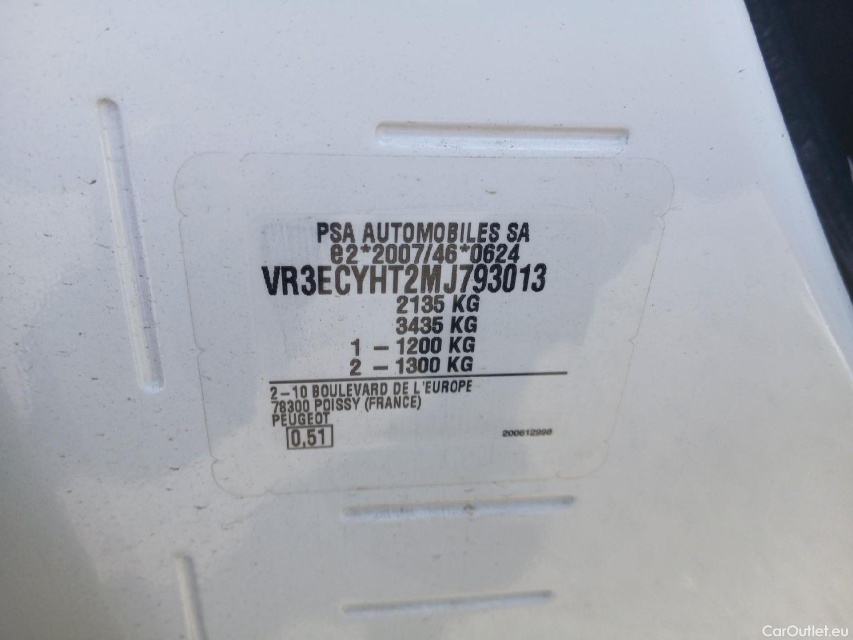 PSA AUTOMOBILES SA
e2*2007/46*0624
VR3ECYHT2MJ793013
2135 KG
3435 KG
1 – 1200 KG
2 – 1300 KG
2–10 BOULEVARD DE L'EUROPE
78300 POISSY (FRANCE)
PEUGEOT
0,51
200612998
CarOutlet.eu